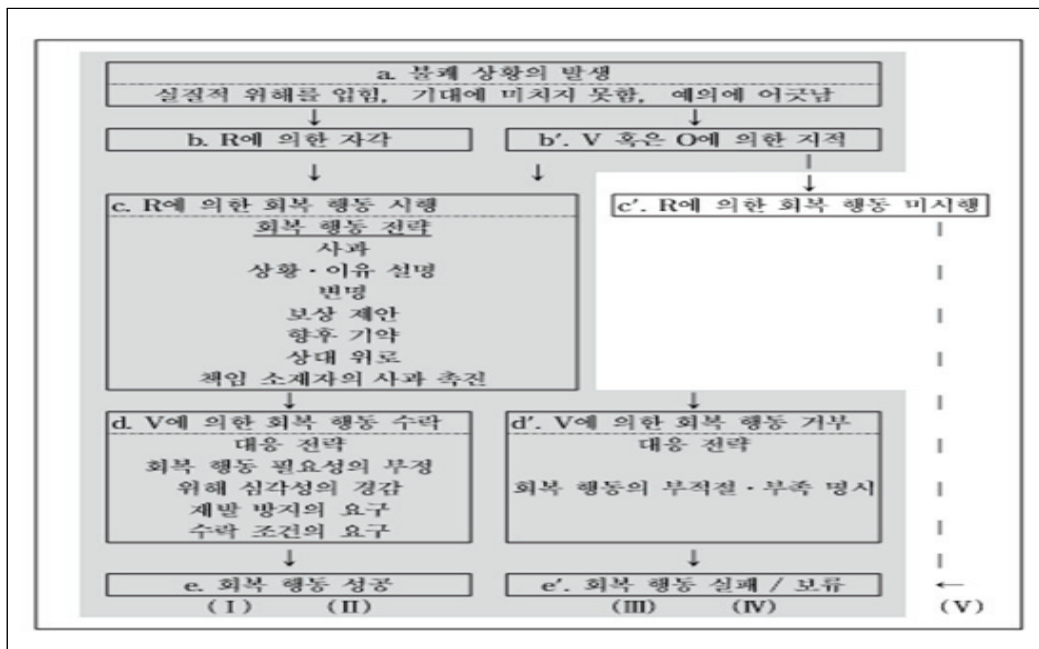 a. 불쾌 상황의 발생
실질적 위해를 입힘, 기대에 미치지 못함, 예의에 어긋남
↓ ↓
b. R에 의한 자각 b′. V 혹은 O에 의한 지적
↓ ↓ ↓
c. R에 의한 회복 행동 시행 c′. R에 의한 회복 행동 미시행
회복 행동 전략
사과
상황·이유 설명
변명
보상 제안
향후 기약
상대 위로
책임 소재자의 사과 촉진
↓ ↓
d. V에 의한 회복 행동 수락 d′. V에 의한 회복 행동 거부
대응 전략 대응 전략
회복 행동 필요성의 부정
위해 심각성의 경감 회복 행동의 부적절·부족 명시
재발 방지의 요구
수락 조건의 요구
↓ ↓
e. 회복 행동 성공 e′. 회복 행동 실패 / 보류 ←
(Ⅰ) (Ⅱ) (Ⅲ) (Ⅳ) (Ⅴ)